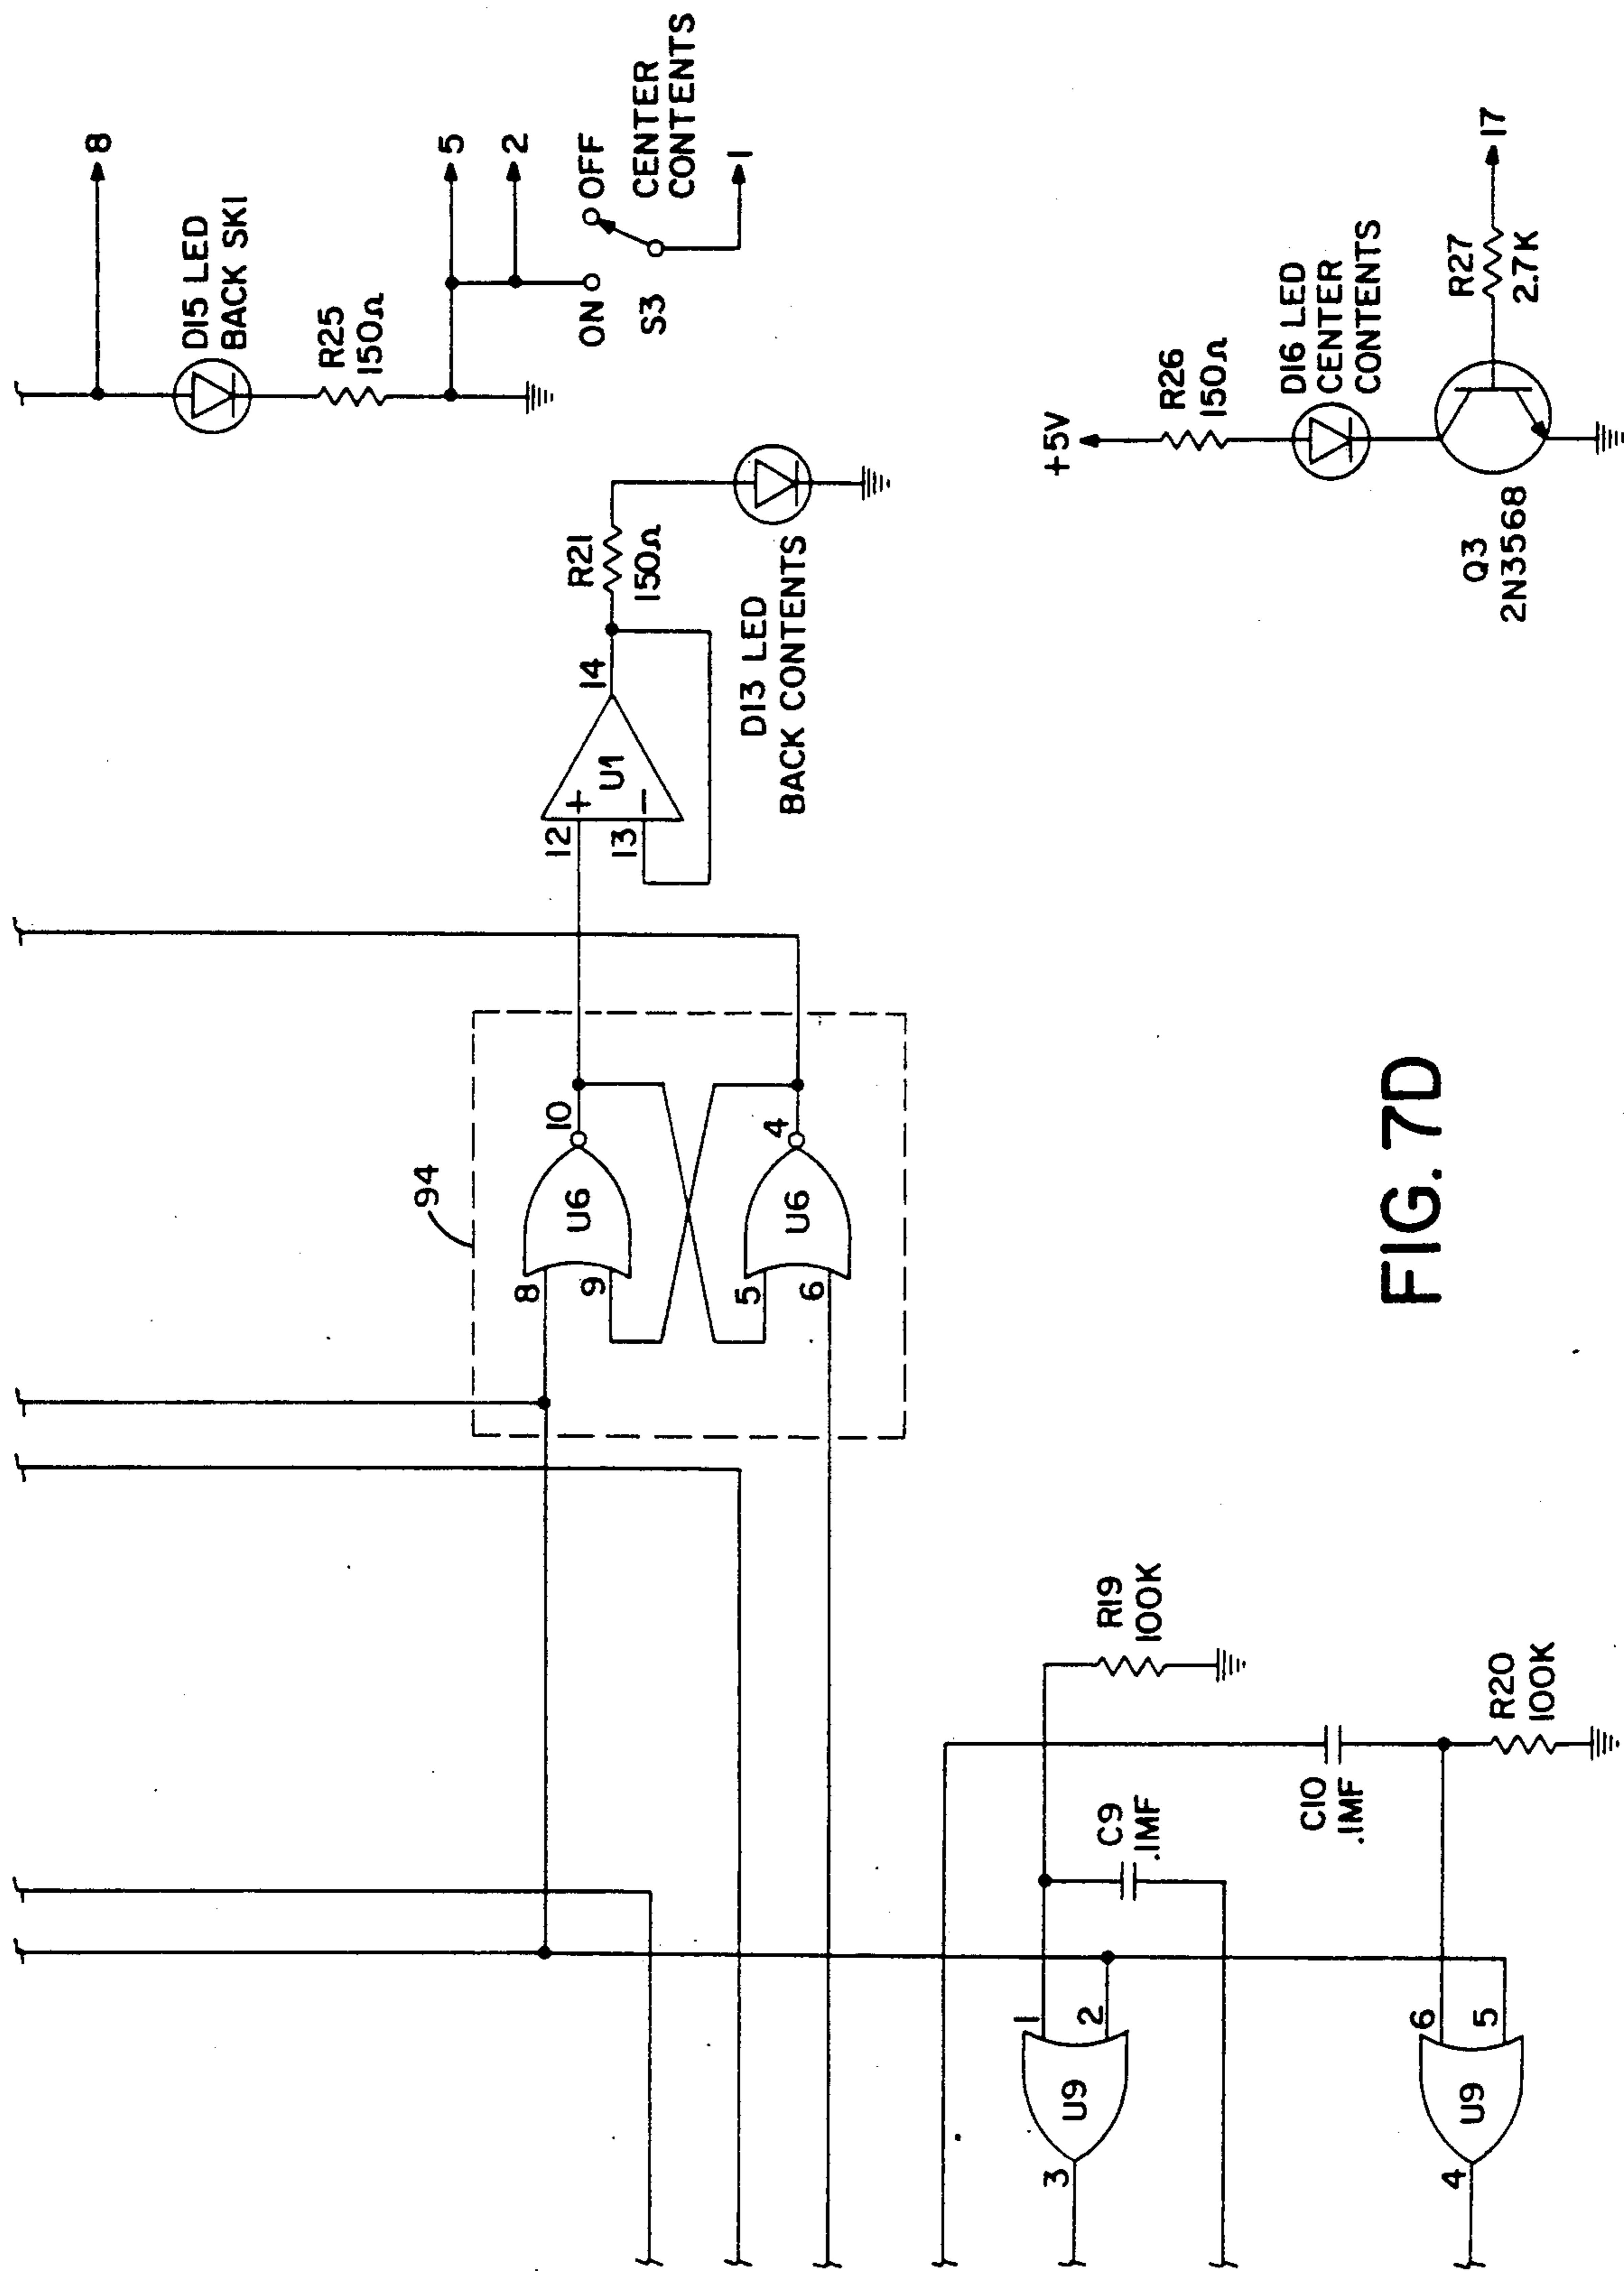 8
D15 LED
BACK SKI
R25
150Ω
5
2
OFF
ON
S3
CENTER
CONTENTS
1
94
8
9
U6
10
5
6
U6
4
12
13
+
−
U1
14
R21
150Ω
D13 LED
BACK CONTENTS
+5V
R26
150Ω
D16 LED
CENTER
CONTENTS
Q3
2N3568
R27
2.7K
17
R19
100K
C9
.1MF
C10
.1MF
R20
100K
1
2
U9
3
6
5
U9
4
FIG. 7D